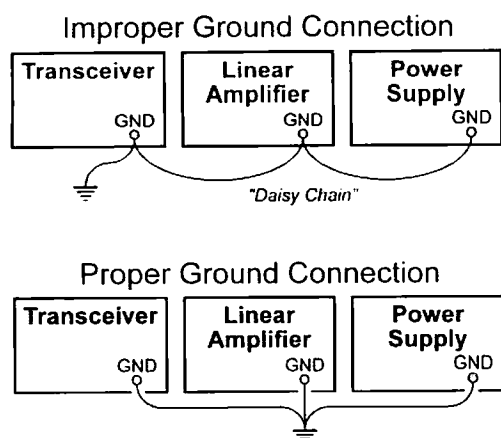 Improper Ground Connection
Transceiver
Linear
Amplifier
Power
Supply
GND
GND
GND
"Daisy Chain"
Proper Ground Connection
Transceiver
Linear
Amplifier
Power
Supply
GND
GND
GND